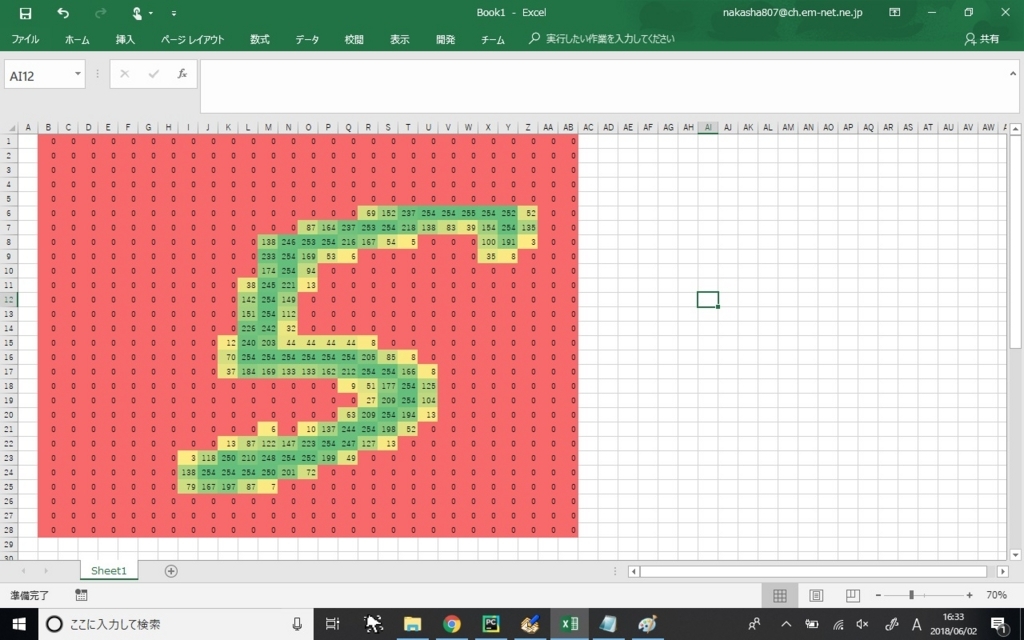 Book1 - Excel
nakasha807@ch.em-net.ne.jp
ファイル ホーム 挿入 ページ レイアウト 数式 データ 校閲 表示 開発 チーム 実行したい作業を入力してください 共有
AI12 fx
A B C D E F G H I J K L M N O P Q R S T U V W X Y Z AA AB AC AD AE AF AG AH AI AJ AK AL AM AN AO AP AQ AR AS AT AU AV AW
1 0 0 0 0 0 0 0 0 0 0 0 0 0 0 0 0 0 0 0 0 0 0 0 0 0 0 0
2 0 0 0 0 0 0 0 0 0 0 0 0 0 0 0 0 0 0 0 0 0 0 0 0 0 0 0
3 0 0 0 0 0 0 0 0 0 0 0 0 0 0 0 0 0 0 0 0 0 0 0 0 0 0 0
4 0 0 0 0 0 0 0 0 0 0 0 0 0 0 0 0 0 0 0 0 0 0 0 0 0 0 0
5 0 0 0 0 0 0 0 0 0 0 0 0 0 0 0 0 0 0 0 0 0 0 0 0 0 0 0
6 0 0 0 0 0 0 0 0 0 0 0 0 0 0 0 0 69 152 237 254 254 255 254 252 52 0 0
7 0 0 0 0 0 0 0 0 0 0 0 0 0 87 164 237 253 254 218 138 83 39 154 254 135 0 0
8 0 0 0 0 0 0 0 0 0 0 0 138 246 253 254 216 167 54 5 0 0 0 100 191 3 0 0
9 0 0 0 0 0 0 0 0 0 0 0 233 254 169 53 6 0 0 0 0 0 0 35 8 0 0 0
10 0 0 0 0 0 0 0 0 0 0 0 174 254 94 0 0 0 0 0 0 0 0 0 0 0 0 0
11 0 0 0 0 0 0 0 0 0 0 38 245 221 13 0 0 0 0 0 0 0 0 0 0 0 0 0
12 0 0 0 0 0 0 0 0 0 0 142 254 149 0 0 0 0 0 0 0 0 0 0 0 0 0 0
13 0 0 0 0 0 0 0 0 0 0 151 254 112 0 0 0 0 0 0 0 0 0 0 0 0 0 0
14 0 0 0 0 0 0 0 0 0 0 226 242 32 0 0 0 0 0 0 0 0 0 0 0 0 0 0
15 0 0 0 0 0 0 0 0 0 12 240 203 44 44 44 44 8 0 0 0 0 0 0 0 0 0 0
16 0 0 0 0 0 0 0 0 0 70 254 254 254 254 254 254 205 85 8 0 0 0 0 0 0 0 0
17 0 0 0 0 0 0 0 0 0 37 184 169 133 133 162 212 254 254 166 8 0 0 0 0 0 0 0
18 0 0 0 0 0 0 0 0 0 0 0 0 0 0 0 9 51 177 254 125 0 0 0 0 0 0 0
19 0 0 0 0 0 0 0 0 0 0 0 0 0 0 0 0 27 209 254 104 0 0 0 0 0 0 0
20 0 0 0 0 0 0 0 0 0 0 0 0 0 0 0 63 209 254 194 13 0 0 0 0 0 0 0
21 0 0 0 0 0 0 0 0 0 0 0 6 0 10 137 244 254 198 52 0 0 0 0 0 0 0 0
22 0 0 0 0 0 0 0 0 0 13 87 122 147 223 254 247 127 13 0 0 0 0 0 0 0 0 0
23 0 0 0 0 0 0 0 3 118 250 210 248 254 252 199 49 0 0 0 0 0 0 0 0 0 0 0
24 0 0 0 0 0 0 0 138 254 254 254 250 201 72 0 0 0 0 0 0 0 0 0 0 0 0 0
25 0 0 0 0 0 0 0 79 167 197 87 7 0 0 0 0 0 0 0 0 0 0 0 0 0 0 0
26 0 0 0 0 0 0 0 0 0 0 0 0 0 0 0 0 0 0 0 0 0 0 0 0 0 0 0
27 0 0 0 0 0 0 0 0 0 0 0 0 0 0 0 0 0 0 0 0 0 0 0 0 0 0 0
28 0 0 0 0 0 0 0 0 0 0 0 0 0 0 0 0 0 0 0 0 0 0 0 0 0 0 0
29
30
Sheet1
準備完了 70%
ここに入力して検索
A 16:33
2018/06/02
1